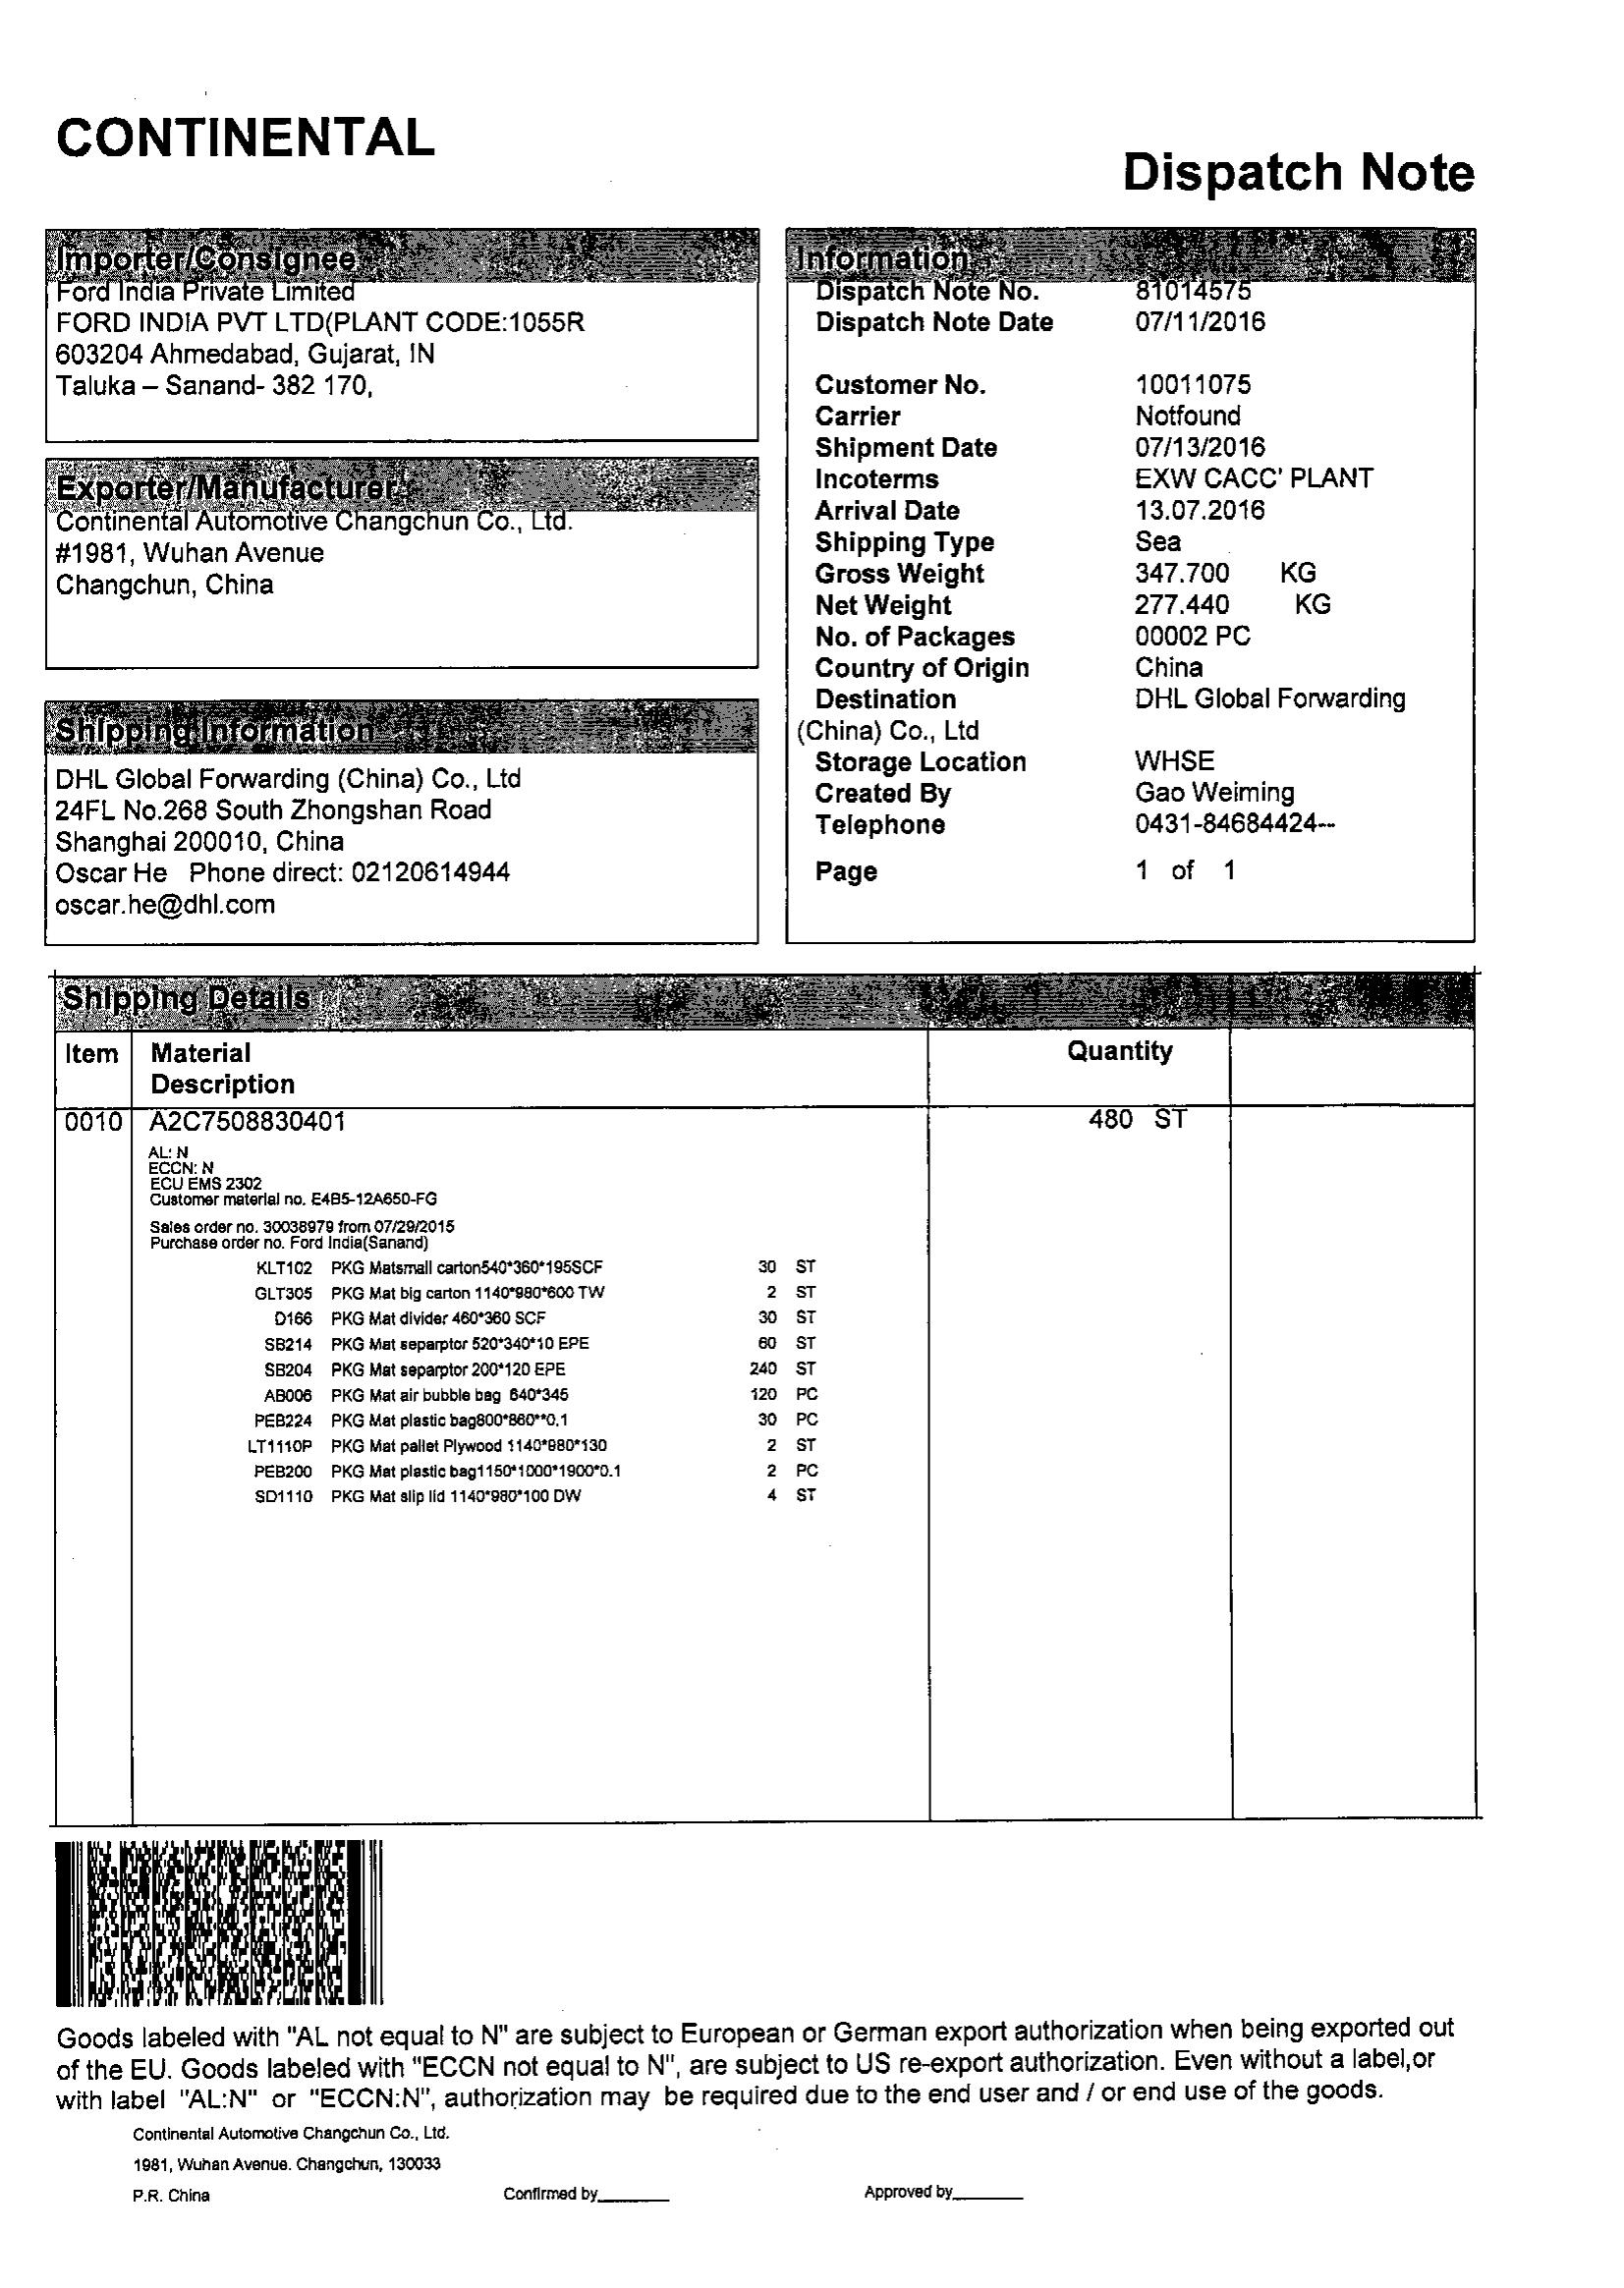 CONTINENTAL
Dispatch Note
Importer/Consignee
Ford India Private Limited
FORD INDIA PVT LTD(PLANT CODE:1055R
603204 Ahmedabad, Gujarat, IN
Taluka – Sanand- 382 170,
Exporter/Manufacturer
Continental Automotive Changchun Co., Ltd.
#1981, Wuhan Avenue
Changchun, China
Shipping Information
DHL Global Forwarding (China) Co., Ltd
24FL No.268 South Zhongshan Road
Shanghai 200010, China
Oscar He Phone direct: 02120614944
oscar.he@dhl.com
Information
Dispatch Note No. 81014575
Dispatch Note Date 07/11/2016
Customer No. 10011075
Carrier Notfound
Shipment Date 07/13/2016
Incoterms EXW CACC' PLANT
Arrival Date 13.07.2016
Shipping Type Sea
Gross Weight 347.700 KG
Net Weight 277.440 KG
No. of Packages 00002 PC
Country of Origin China
Destination DHL Global Forwarding
(China) Co., Ltd
Storage Location WHSE
Created By Gao Weiming
Telephone 0431-84684424--
Page 1 of 1
Shipping Details
Item Material Quantity
Description
0010 A2C7508830401 480 ST
AL: N
ECCN: N
ECU EMS 2302
Customer material no. E4B5-12A650-FG
Sales order no. 30038979 from 07/29/2015
Purchase order no. Ford India(Sanand)
KLT102 PKG Matsmall carton540*360*195SCF 30 ST
GLT305 PKG Mat big carton 1140*980*600 TW 2 ST
D166 PKG Mat divider 460*360 SCF 30 ST
SB214 PKG Mat separptor 520*340*10 EPE 60 ST
SB204 PKG Mat separptor 200*120 EPE 240 ST
AB006 PKG Mat air bubble bag 640*345 120 PC
PEB224 PKG Mat plastic bag800*860**0.1 30 PC
LT1110P PKG Mat pallet Plywood 1140*980*130 2 ST
PEB200 PKG Mat plastic bag1150*1000*1900*0.1 2 PC
SD1110 PKG Mat slip lid 1140*980*100 DW 4 ST
Goods labeled with "AL not equal to N" are subject to European or German export authorization when being exported out
of the EU. Goods labeled with "ECCN not equal to N", are subject to US re-export authorization. Even without a label,or
with label "AL:N" or "ECCN:N", authorization may be required due to the end user and / or end use of the goods.
Continental Automotive Changchun Co., Ltd.
1981, Wuhan Avenue. Changchun, 130033
P.R. China Confirmed by______ Approved by______